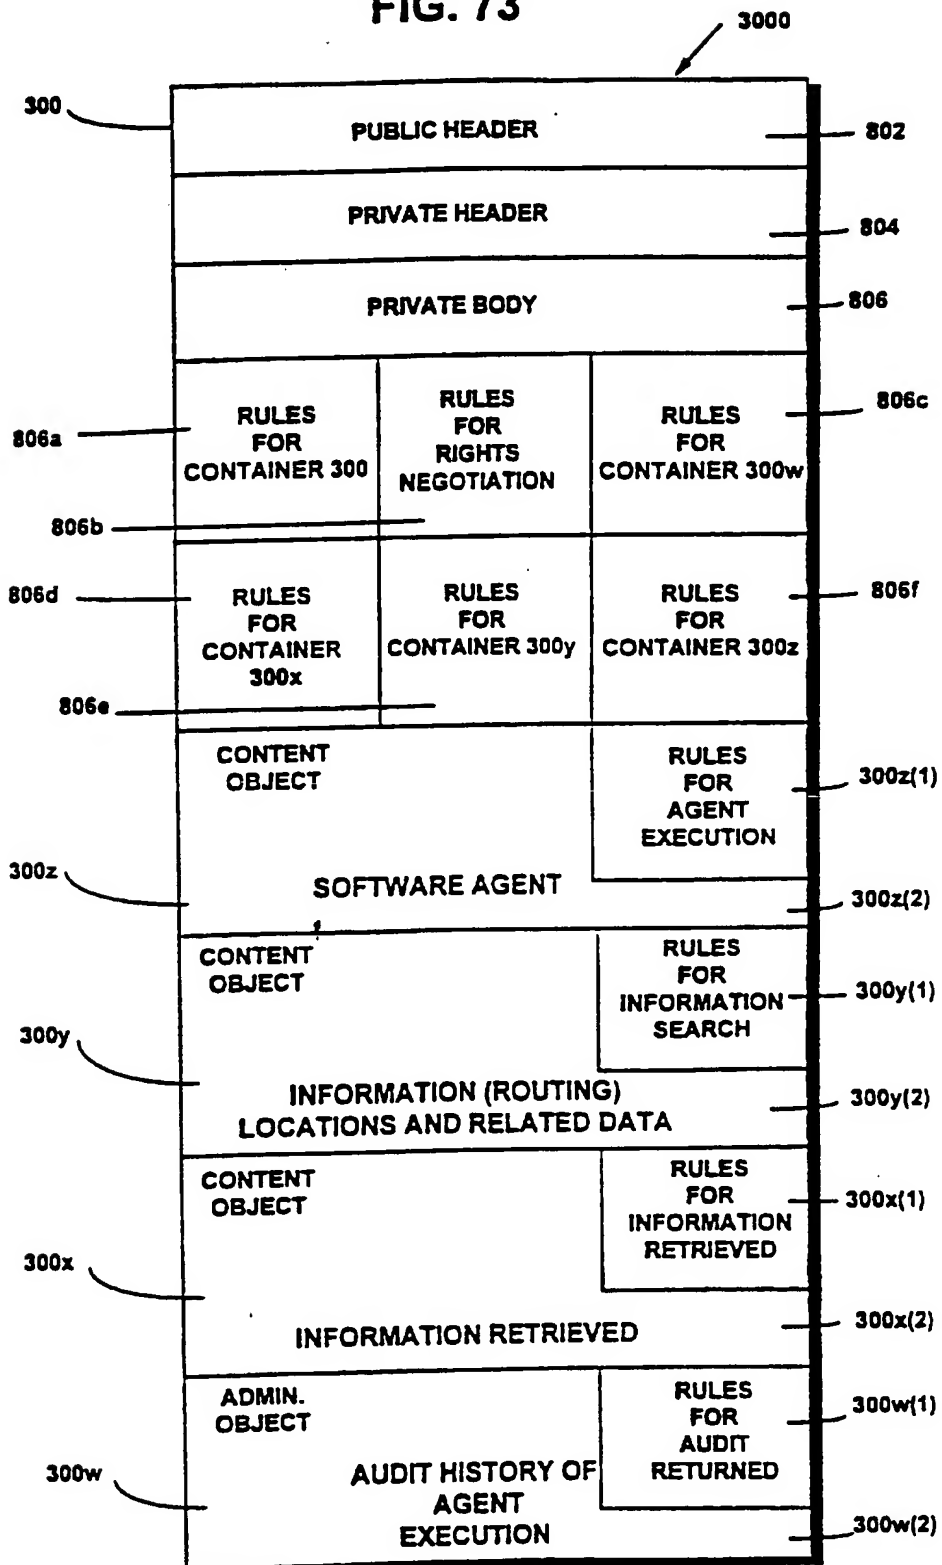 FIG. 73
3000
300
PUBLIC HEADER
802
PRIVATE HEADER
804
PRIVATE BODY
806
806a
RULES
FOR
CONTAINER 300
806b
RULES
FOR
RIGHTS
NEGOTIATION
RULES
FOR
CONTAINER 300w
806c
806d
RULES
FOR
CONTAINER
300x
806e
RULES
FOR
CONTAINER 300y
RULES
FOR
CONTAINER 300z
806f
CONTENT
OBJECT
RULES
FOR
AGENT
EXECUTION
300z(1)
300z
SOFTWARE AGENT
300z(2)
CONTENT
OBJECT
RULES
FOR
INFORMATION
SEARCH
300y(1)
300y
INFORMATION (ROUTING)
LOCATIONS AND RELATED DATA
300y(2)
CONTENT
OBJECT
RULES
FOR
INFORMATION
RETRIEVED
300x(1)
300x
INFORMATION RETRIEVED
300x(2)
ADMIN.
OBJECT
RULES
FOR
AUDIT
RETURNED
300w(1)
300w
AUDIT HISTORY OF
AGENT
EXECUTION
300w(2)